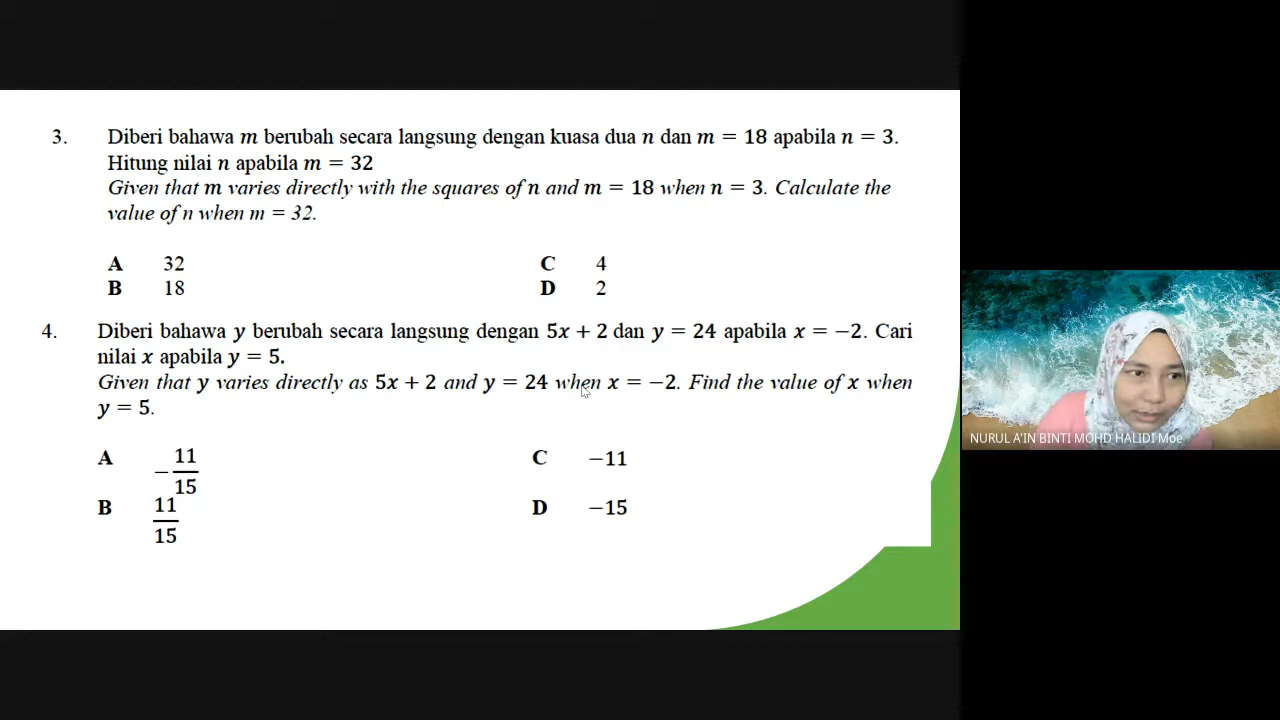 3. Diberi bahawa m berubah secara langsung dengan kuasa dua n dan m = 18 apabila n = 3.
Hitung nilai n apabila m = 32
Given that m varies directly with the squares of n and m = 18 when n = 3. Calculate the
value of n when m = 32.
A 32 C 4
B 18 D 2
4. Diberi bahawa y berubah secara langsung dengan 5x + 2 dan y = 24 apabila x = −2. Cari
nilai x apabila y = 5.
Given that y varies directly as 5x + 2 and y = 24 when x = −2. Find the value of x when
y = 5.
A −11/15 C −11
B 11/15 D −15
NURUL A'IN BINTI MOHD HALIDI Moe